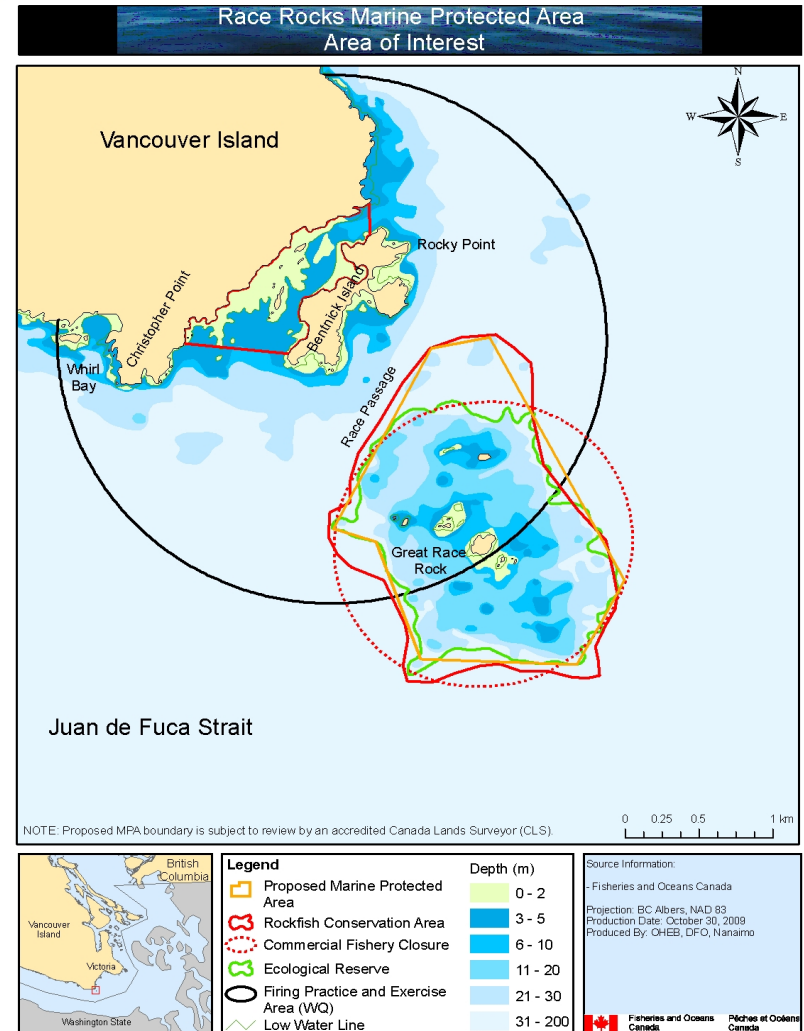 Race Rocks Marine Protected Area
Area of Interest
N
W
E
S
Vancouver Island
Rocky Point
Christopher Point
Bentnick Island
Whirl
Bay
Race Passage
Great Race
Rock
Juan de Fuca Strait
0 0.25 0.5 1 km
NOTE: Proposed MPA boundary is subject to review by an accredited Canada Lands Surveyor (CLS).
British
Columbia
Vancouver
Island
Victoria
Washington State
Legend
Proposed Marine Protected
Area
Rockfish Conservation Area
Commercial Fishery Closure
Ecological Reserve
Firing Practice and Exercise
Area (WQ)
Low Water Line
Depth (m)
0 - 2
3 - 5
6 - 10
11 - 20
21 - 30
31 - 200
Source Information:
- Fisheries and Oceans Canada
Projection: BC Albers, NAD 83
Production Date: October 30, 2009
Produced By: OHEB, DFO, Nanaimo
Fisheries and Oceans
Canada
Pêches et Océans
Canada